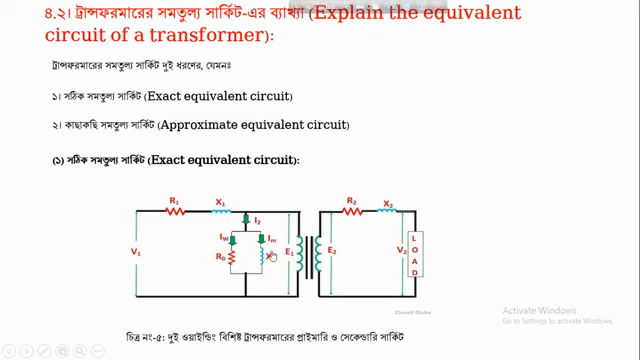 ৪.২। ট্রান্সফরমারের সমতুল্য সার্কিট-এর ব্যাখ্যা (Explain the equivalent
circuit of a transformer):
ট্রান্সফরমারের সমতুল্য সার্কিট দুই ধরণের, যেমনঃ
১। সঠিক সমতুল্য সার্কিট (Exact equivalent circuit)
২। কাছাকাছি সমতুল্য সার্কিট (Approximate equivalent circuit)
(১) সঠিক সমতুল্য সার্কিট (Exact equivalent circuit):
R1 X1 R2 X2
I2
Iw Im
V1 R0 E1 E2 V2 LOAD
Circuit Globe
Activate Windows
Go to Settings to activate Windows.
চিত্র নং-৫: দুই ওয়াইন্ডিং বিশিষ্ট ট্রান্সফরমারের প্রাইমারি ও সেকেন্ডারি সার্কিট